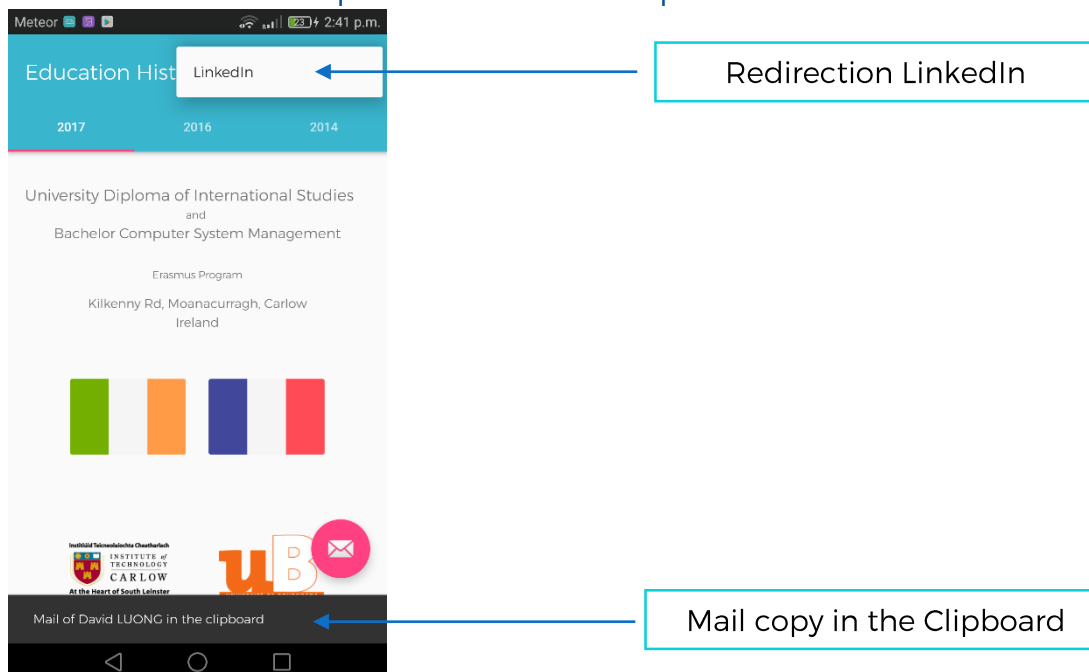 Meteor
23
2:41 p.m.
Education Hist
LinkedIn
Redirection LinkedIn
2017
2016
2014
University Diploma of International Studies
and
Bachelor Computer System Management
Erasmus Program
Kilkenny Rd, Moanacurragh, Carlow
Ireland
Institiúid Teicneolaíochta Cheatharlach
INSTITUTE of
TECHNOLOGY
CARLOW
At the Heart of South Leinster
uB
Mail of David LUONG in the clipboard
Mail copy in the Clipboard